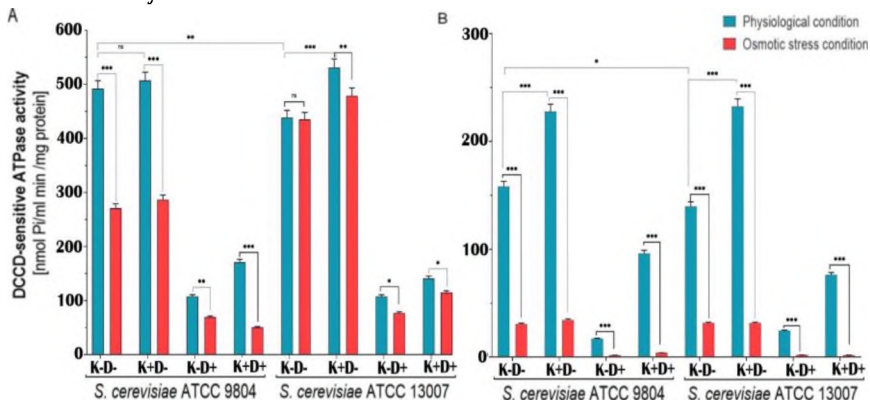 A
DCCD-sensitive ATPase activity
[nmol Pi/ml min /mg protein]
600
500
400
300
200
100
0
** 
ns
***
***
**
***
***
ns
**
*
*
K-D- K+D- K-D+ K+D+ K-D- K+D- K-D+ K+D+
S. cerevisiae ATCC 9804 S. cerevisiae ATCC 13007
B
Physiological condition
Osmotic stress condition
300
200
100
0
*
***
***
***
***
***
***
***
***
***
***
K-D- K+D- K-D+ K+D+ K-D- K+D- K-D+ K+D+
S. cerevisiae ATCC 9804 S. cerevisiae ATCC 13007